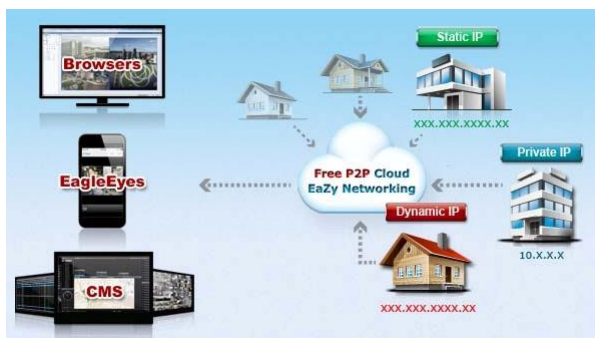 Browsers
EagleEyes
CMS
Free P2P Cloud
EaZy Networking
Static IP
xxx.xxx.xxxx.xx
Private IP
10.x.x.x
Dynamic IP
xxx.xxx.xxxx.xx